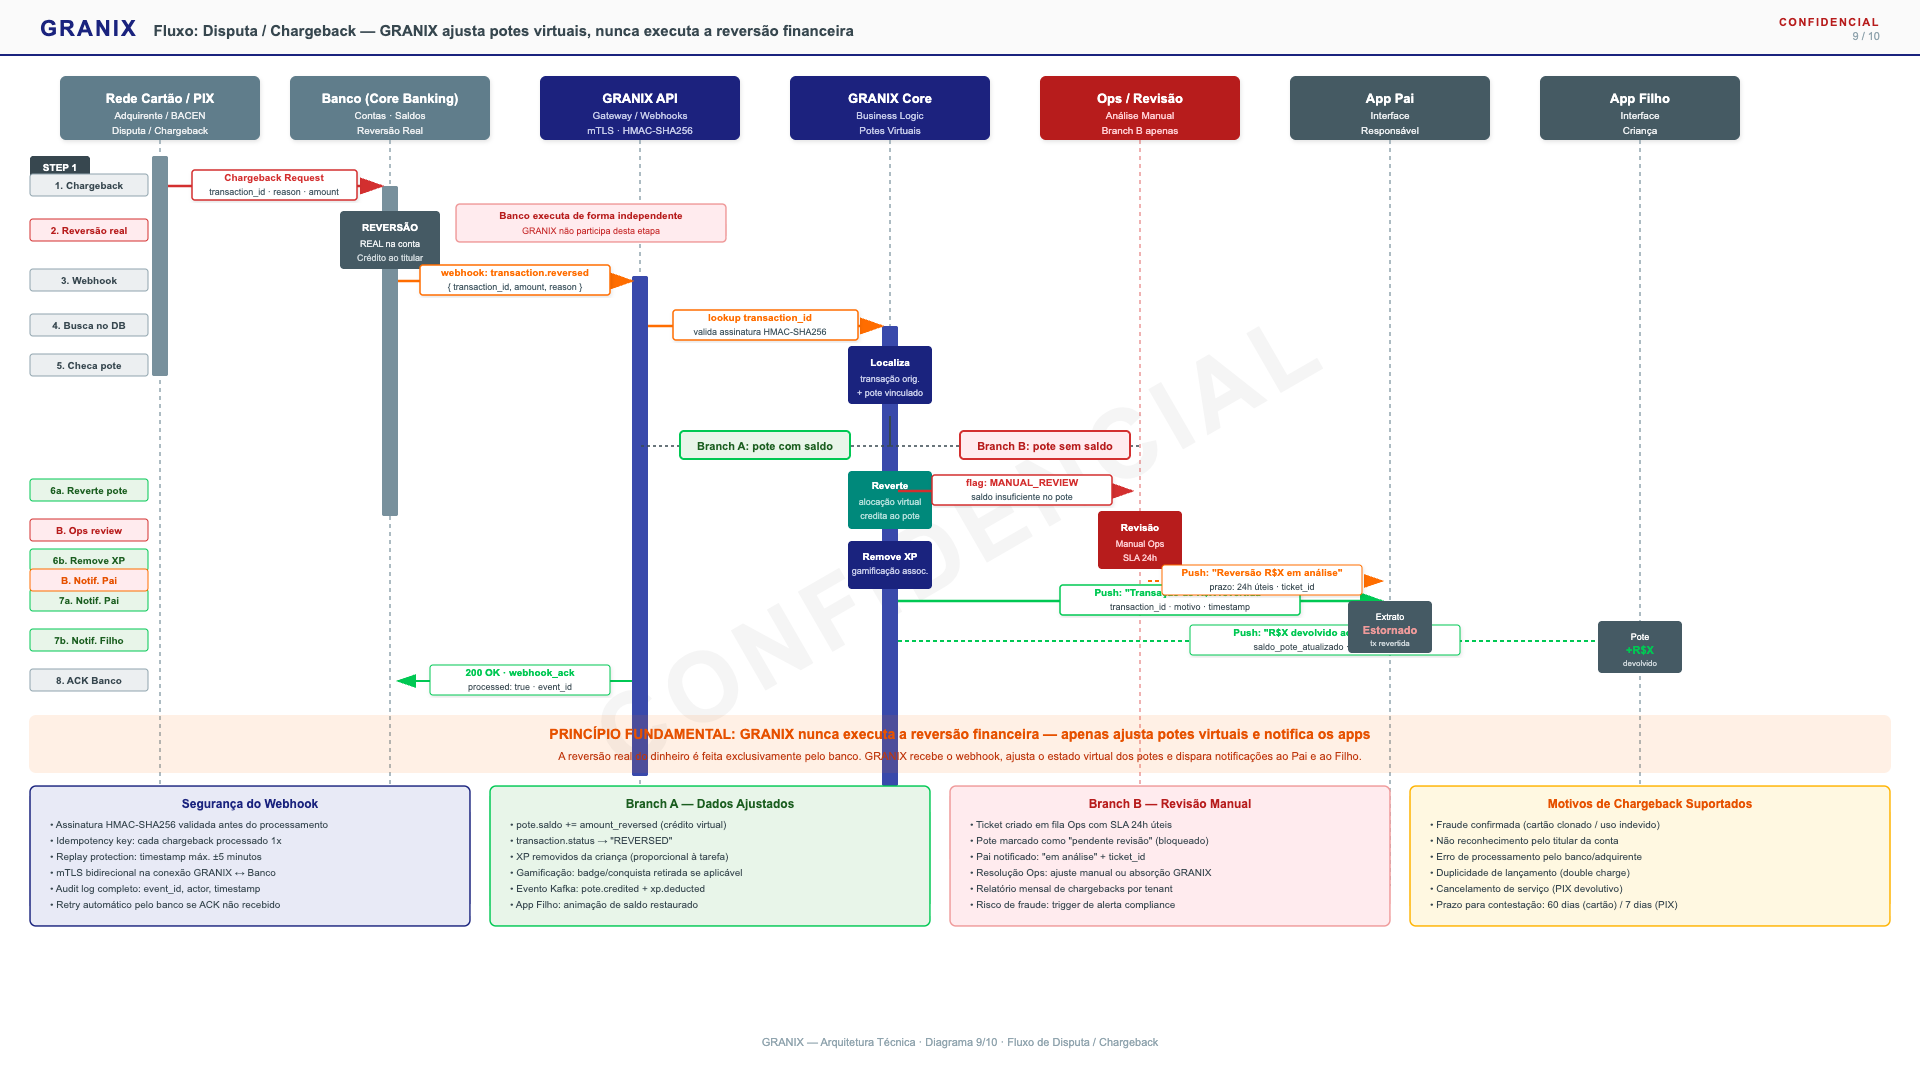 GRANIX
Fluxo: Disputa / Chargeback — GRANIX ajusta potes virtuais, nunca executa a reversão financeira
CONFIDENCIAL
9 / 10
Rede Cartão / PIX
Adquirente / BACEN
Disputa / Chargeback
Banco (Core Banking)
Contas · Saldos
Reversão Real
GRANIX API
Gateway / Webhooks
mTLS · HMAC-SHA256
GRANIX Core
Business Logic
Potes Virtuais
Ops / Revisão
Análise Manual
Branch B apenas
App Pai
Interface
Responsável
App Filho
Interface
Criança
STEP 1
1. Chargeback
Chargeback Request
transaction_id · reason · amount
2. Reversão real
REVERSÃO
REAL na conta
Crédito ao titular
Banco executa de forma independente
GRANIX não participa desta etapa
3. Webhook
webhook: transaction.reversed
{ transaction_id, amount, reason }
4. Busca no DB
lookup transaction_id
valida assinatura HMAC-SHA256
5. Checa pote
Localiza
transação orig.
+ pote vinculado
Branch A: pote com saldo
Branch B: pote sem saldo
6a. Reverte pote
Reverte
alocação virtual
credita ao pote
flag: MANUAL_REVIEW
saldo insuficiente no pote
B. Ops review
Revisão
Manual Ops
SLA 24h
6b. Remove XP
Remove XP
gamificação assoc.
B. Notif. Pai
Push: "Reversão R$X em análise"
prazo: 24h úteis · ticket_id
7a. Notif. Pai
Push: "Transa
transaction_id · motivo · timestamp
Extrato
Estornado
tx revertida
7b. Notif. Filho
Push: "R$X devolvido a
saldo_pote_atualizado
Pote
+R$X
devolvido
8. ACK Banco
200 OK · webhook_ack
processed: true · event_id
CONFIDENCIAL
PRINCÍPIO FUNDAMENTAL: GRANIX nunca executa a reversão financeira — apenas ajusta potes virtuais e notifica os apps
A reversão real do dinheiro é feita exclusivamente pelo banco. GRANIX recebe o webhook, ajusta o estado virtual dos potes e dispara notificações ao Pai e ao Filho.
Segurança do Webhook
• Assinatura HMAC-SHA256 validada antes do processamento
• Idempotency key: cada chargeback processado 1x
• Replay protection: timestamp máx. ±5 minutos
• mTLS bidirecional na conexão GRANIX ↔ Banco
• Audit log completo: event_id, actor, timestamp
• Retry automático pelo banco se ACK não recebido
Branch A — Dados Ajustados
• pote.saldo += amount_reversed (crédito virtual)
• transaction.status → "REVERSED"
• XP removidos da criança (proporcional à tarefa)
• Gamificação: badge/conquista retirada se aplicável
• Evento Kafka: pote.credited + xp.deducted
• App Filho: animação de saldo restaurado
Branch B — Revisão Manual
• Ticket criado em fila Ops com SLA 24h úteis
• Pote marcado como "pendente revisão" (bloqueado)
• Pai notificado: "em análise" + ticket_id
• Resolução Ops: ajuste manual ou absorção GRANIX
• Relatório mensal de chargebacks por tenant
• Risco de fraude: trigger de alerta compliance
Motivos de Chargeback Suportados
• Fraude confirmada (cartão clonado / uso indevido)
• Não reconhecimento pelo titular da conta
• Erro de processamento pelo banco/adquirente
• Duplicidade de lançamento (double charge)
• Cancelamento de serviço (PIX devolutivo)
• Prazo para contestação: 60 dias (cartão) / 7 dias (PIX)
GRANIX — Arquitetura Técnica · Diagrama 9/10 · Fluxo de Disputa / Chargeback